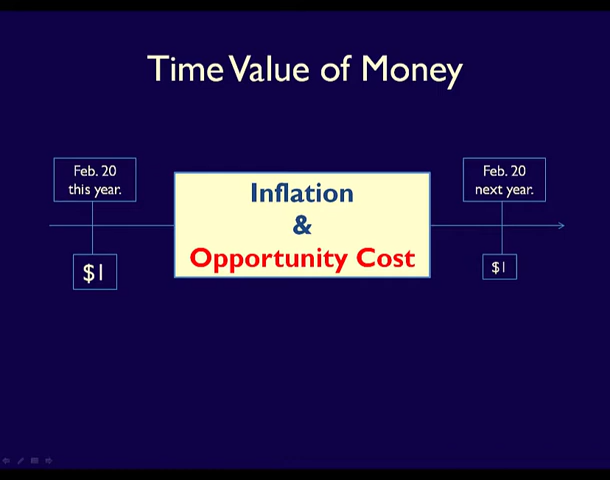 Time Value of Money
Feb. 20
this year.
Inflation
&
Opportunity Cost
Feb. 20
next year.
$1
$1